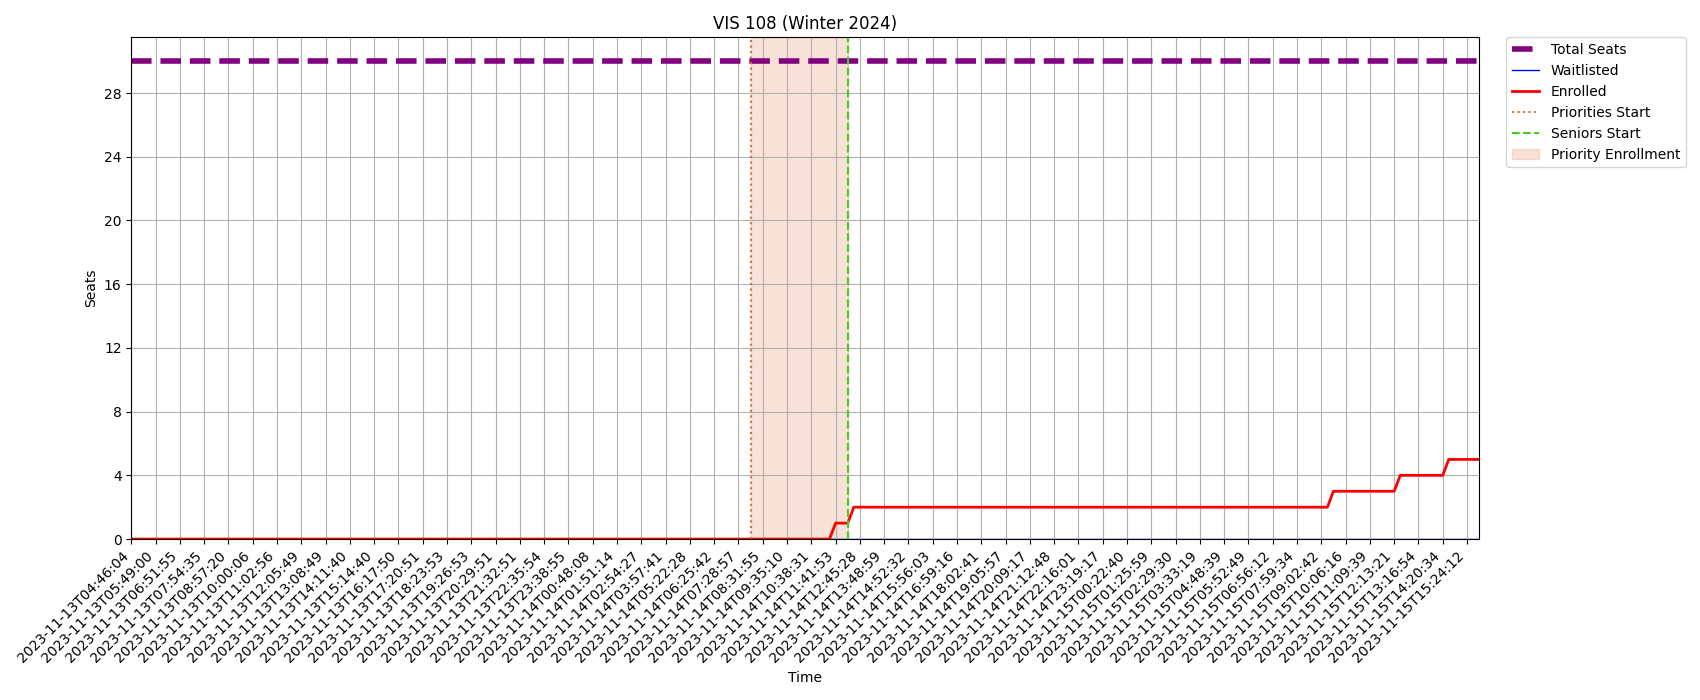 VIS 108 (Winter 2024)
Total Seats
Waitlisted
Enrolled
Priorities Start
Seniors Start
Priority Enrollment
28
24
20
16
12
8
4
0
Seats
2023-11-13T04:46:04
2023-11-13T05:49:00
2023-11-13T06:51:55
2023-11-13T07:54:35
2023-11-13T08:57:20
2023-11-13T10:00:06
2023-11-13T11:02:56
2023-11-13T12:05:49
2023-11-13T13:08:49
2023-11-13T14:11:40
2023-11-13T15:14:40
2023-11-13T16:17:50
2023-11-13T17:20:51
2023-11-13T18:23:53
2023-11-13T19:26:53
2023-11-13T20:29:51
2023-11-13T21:32:51
2023-11-13T22:35:54
2023-11-13T23:38:55
2023-11-14T00:48:08
2023-11-14T01:51:14
2023-11-14T02:54:27
2023-11-14T03:57:41
2023-11-14T05:22:28
2023-11-14T06:25:42
2023-11-14T07:28:57
2023-11-14T08:31:55
2023-11-14T09:35:10
2023-11-14T10:38:31
2023-11-14T11:41:53
2023-11-14T12:45:28
2023-11-14T13:48:59
2023-11-14T14:52:32
2023-11-14T15:56:03
2023-11-14T16:59:16
2023-11-14T18:02:41
2023-11-14T19:05:57
2023-11-14T20:09:17
2023-11-14T21:12:48
2023-11-14T22:16:01
2023-11-14T23:19:17
2023-11-15T00:22:40
2023-11-15T01:25:59
2023-11-15T02:29:30
2023-11-15T03:33:19
2023-11-15T04:48:39
2023-11-15T05:52:49
2023-11-15T06:56:12
2023-11-15T07:59:34
2023-11-15T09:02:42
2023-11-15T10:06:16
2023-11-15T11:09:39
2023-11-15T12:13:21
2023-11-15T13:16:54
2023-11-15T14:20:34
2023-11-15T15:24:12
Time